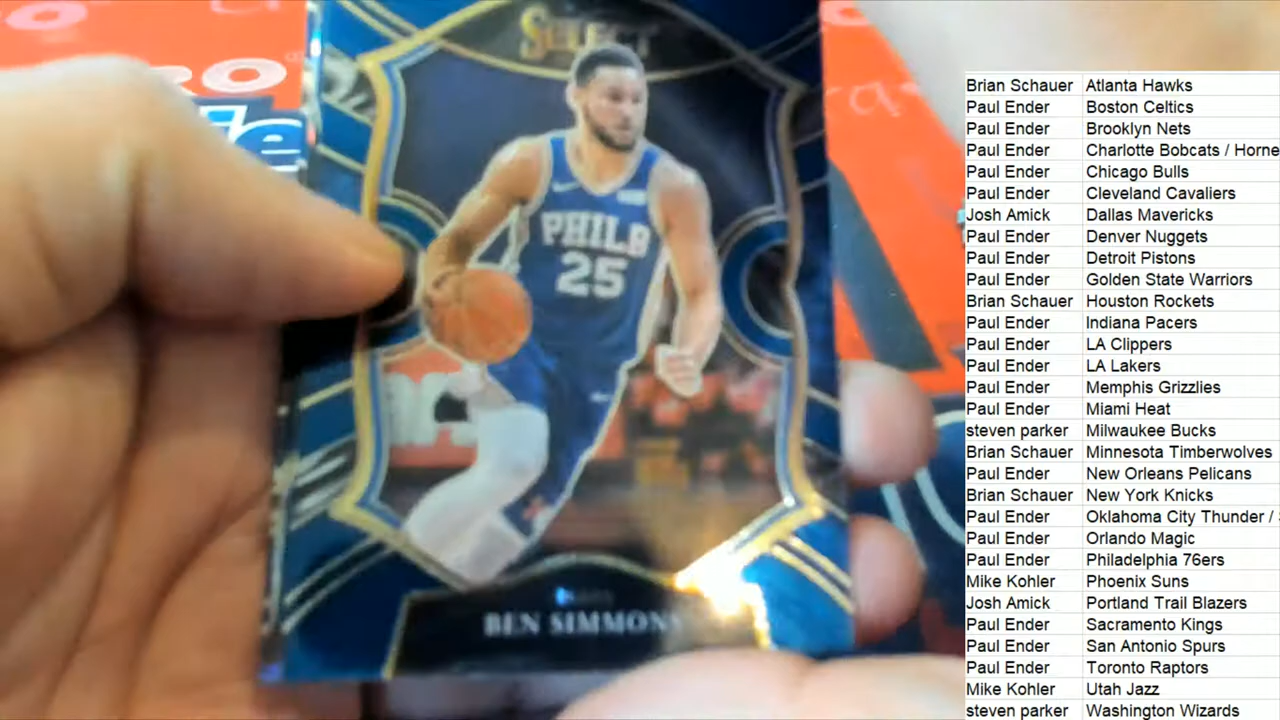 SELECT
PHILA
25
BEN SIMMONS
Brian Schauer Atlanta Hawks
Paul Ender Boston Celtics
Paul Ender Brooklyn Nets
Paul Ender Charlotte Bobcats / Horne
Paul Ender Chicago Bulls
Paul Ender Cleveland Cavaliers
Josh Amick Dallas Mavericks
Paul Ender Denver Nuggets
Paul Ender Detroit Pistons
Paul Ender Golden State Warriors
Brian Schauer Houston Rockets
Paul Ender Indiana Pacers
Paul Ender LA Clippers
Paul Ender LA Lakers
Paul Ender Memphis Grizzlies
Paul Ender Miami Heat
steven parker Milwaukee Bucks
Brian Schauer Minnesota Timberwolves
Paul Ender New Orleans Pelicans
Brian Schauer New York Knicks
Paul Ender Oklahoma City Thunder /
Paul Ender Orlando Magic
Paul Ender Philadelphia 76ers
Mike Kohler Phoenix Suns
Josh Amick Portland Trail Blazers
Paul Ender Sacramento Kings
Paul Ender San Antonio Spurs
Paul Ender Toronto Raptors
Mike Kohler Utah Jazz
steven parker Washington Wizards